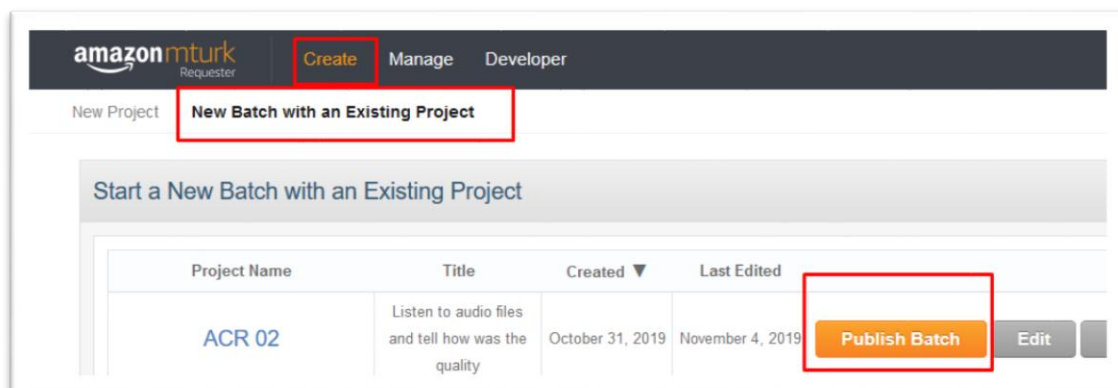 amazonmturk
Requester
Create Manage Developer
New Project New Batch with an Existing Project
Start a New Batch with an Existing Project
Project Name Title Created ▼ Last Edited
ACR 02 Listen to audio files and tell how was the quality October 31, 2019 November 4, 2019 Publish Batch Edit